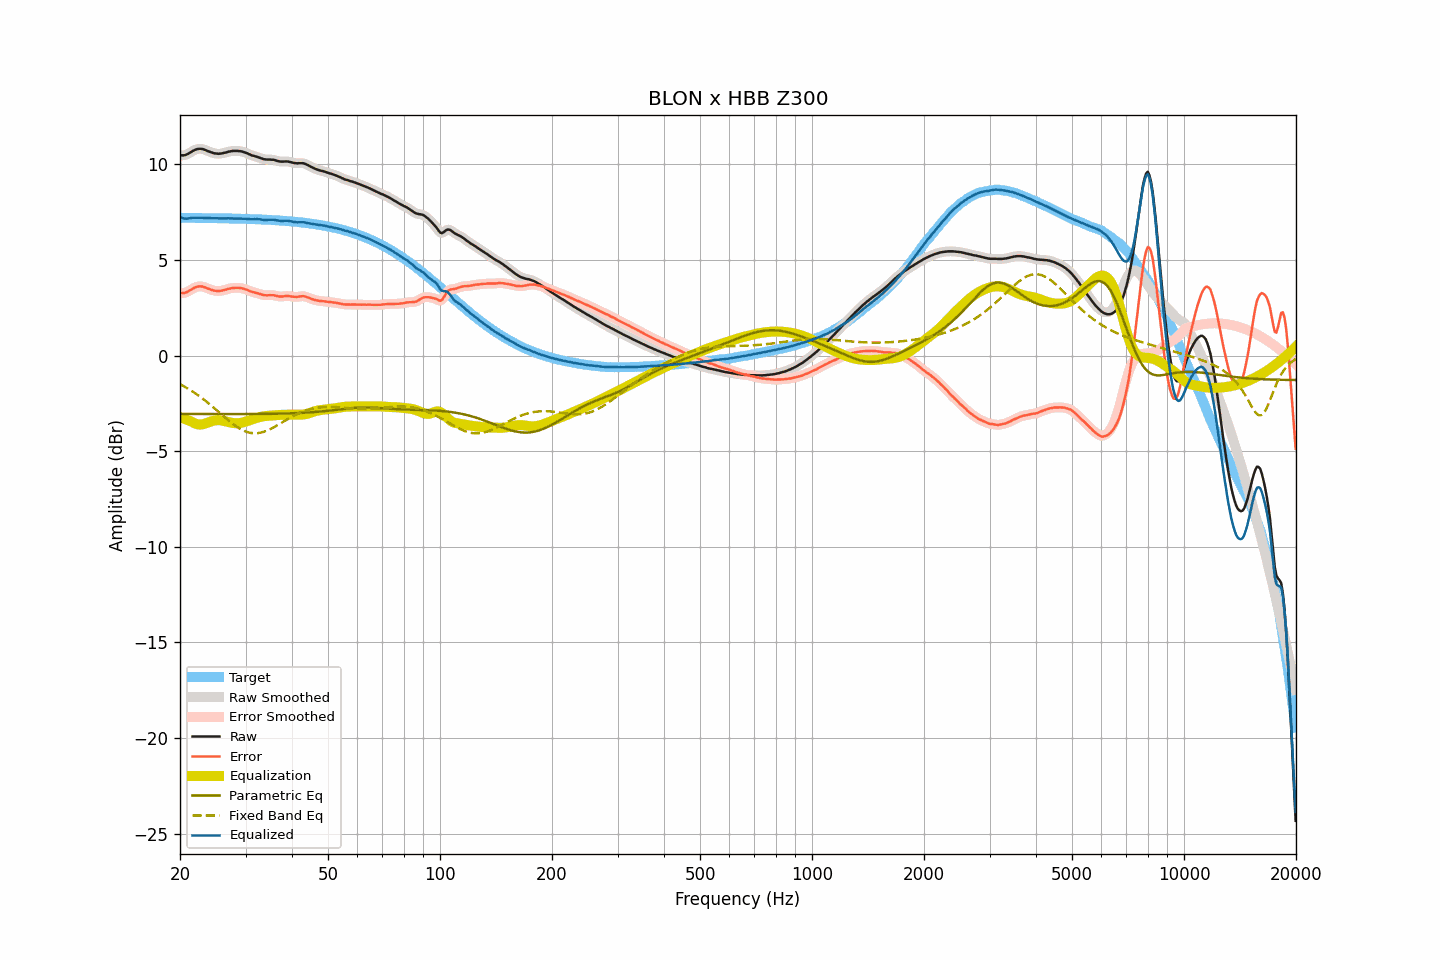 BLON x HBB Z300
10
5
0
−5
−10
−15
−20
−25
Amplitude (dBr)
Target
Raw Smoothed
Error Smoothed
Raw
Error
Equalization
Parametric Eq
Fixed Band Eq
Equalized
20 50 100 200 500 1000 2000 5000 10000 20000
Frequency (Hz)